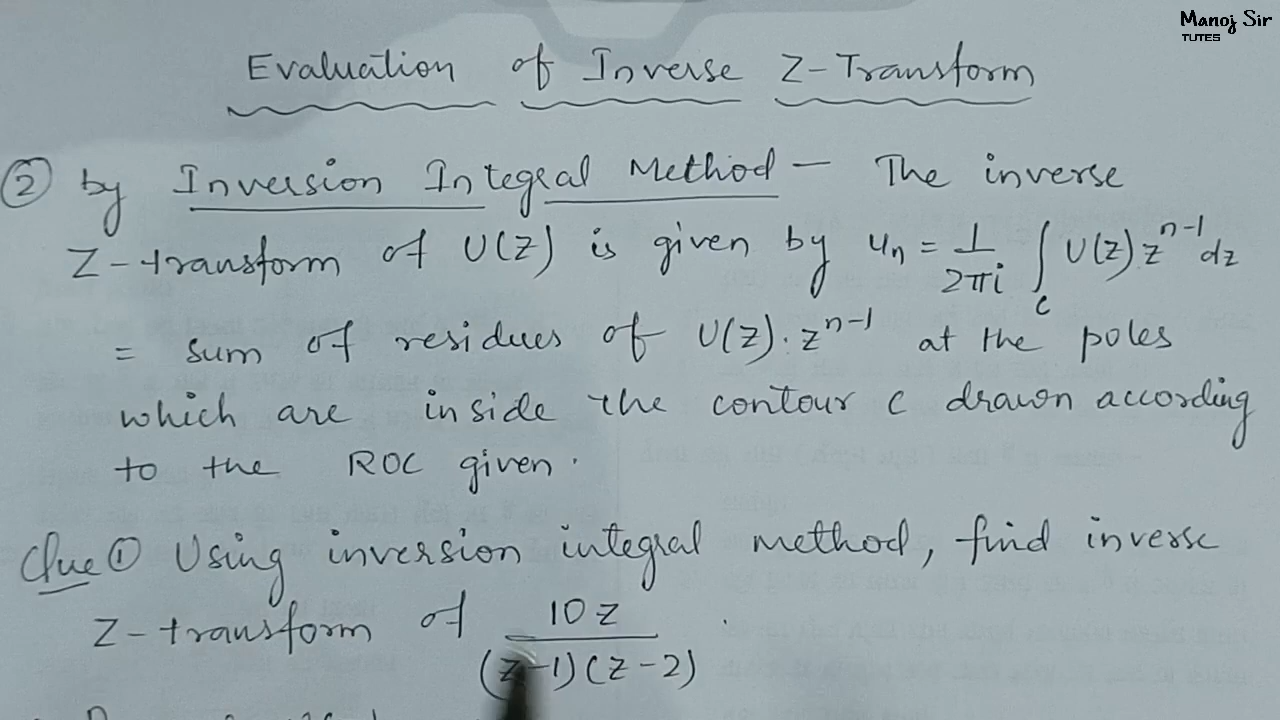 Manoj Sir
TUTES
Evaluation of Inverse Z-Transform
② by Inversion Integral Method — The inverse
Z-transform of U(Z) is given by un = 1/2πi ∫c U(z) z^n-1 dz
= sum of residues of U(z). z^n-1 at the poles
which are inside the contour c drawn according
to the ROC given.
Que ① Using inversion integral method, find inverse
Z-transform of 10z/(z-1)(z-2) .